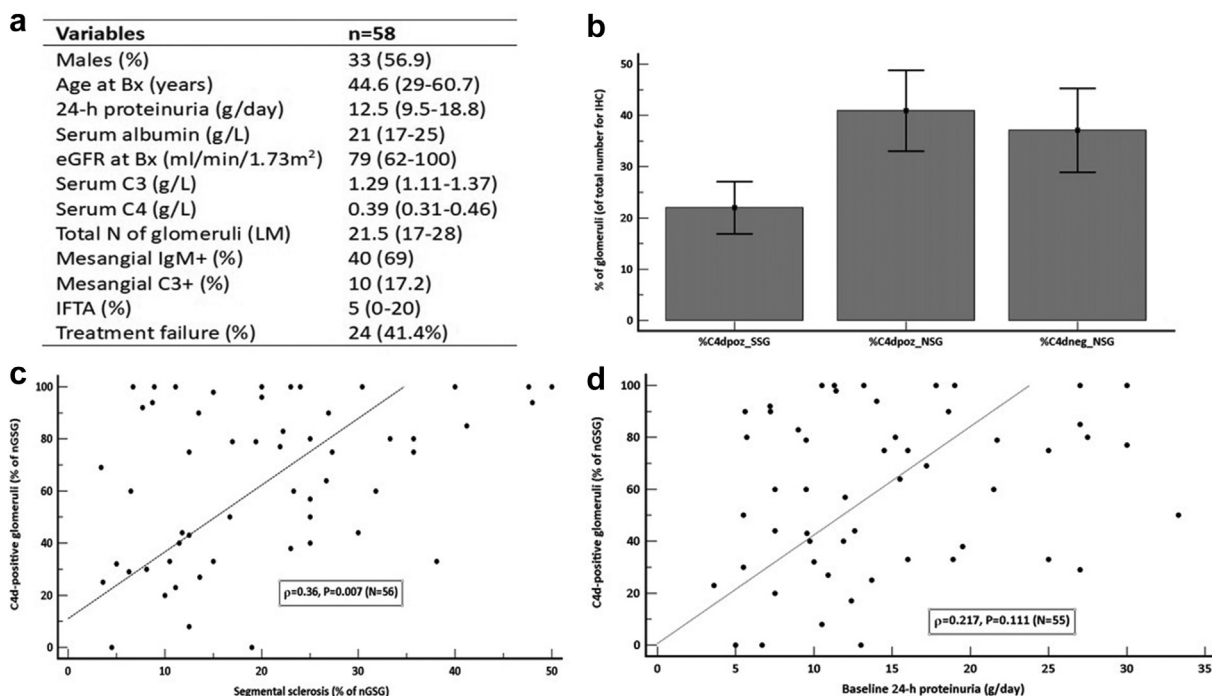 a
Variables n=58
Males (%) 33 (56.9)
Age at Bx (years) 44.6 (29-60.7)
24-h proteinuria (g/day) 12.5 (9.5-18.8)
Serum albumin (g/L) 21 (17-25)
eGFR at Bx (ml/min/1.73m²) 79 (62-100)
Serum C3 (g/L) 1.29 (1.11-1.37)
Serum C4 (g/L) 0.39 (0.31-0.46)
Total N of glomeruli (LM) 21.5 (17-28)
Mesangial IgM+ (%) 40 (69)
Mesangial C3+ (%) 10 (17.2)
IFTA (%) 5 (0-20)
Treatment failure (%) 24 (41.4%)
b
% of glomeruli (of total number for IHC)
50
40
30
20
10
0
%C4dpoz_SSG %C4dpoz_NSG %C4dneg_NSG
c
C4d-positive glomeruli (% of nGSG)
100
80
60
40
20
0
ρ=0.36, P=0.007 (N=56)
0 10 20 30 40 50
Segmental sclerosis (% of nGSG)
d
C4d-positive glomeruli (% of nGSG)
100
80
60
40
20
0
ρ=0.217, P=0.111 (N=55)
0 5 10 15 20 25 30 35
Baseline 24-h proteinuria (g/day)